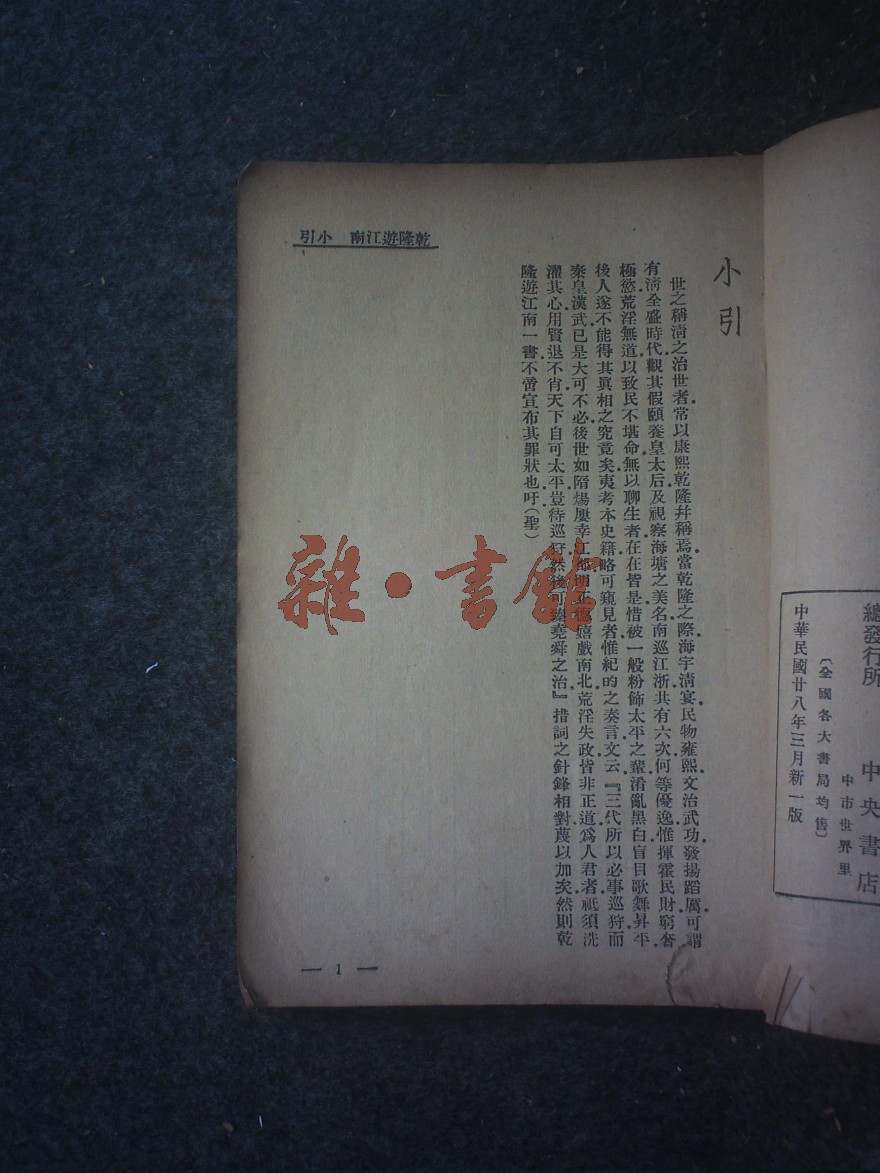 總發行所 中央書店
中市世界里
〔全國各大書局均售〕
中華民國廿八年三月新一版
乾隆遊江南 小引
小引
世之稱淸之治世者，常以康熙乾隆幷稱焉當乾隆之際海宇淸宴，民物雍熙，文治武功，發揚蹈厲，可謂
有淸全盛時代，觀其假頤養皇太后及視察海塘之美名，南巡江浙共有六次，何等優逸，惟揮霍民財，窮奢
極慾，荒淫無道，以致民不堪命，無以聊生者，在在皆是惜被一般粉飾太平之輩，淆亂黑白，盲目歌舞昇平，
後人遂不能得其眞相之究竟矣，夷考本史籍，略可窺見者，惟紀昀之奏言，文云『三代所以必事巡狩，而
秦皇漢武，已是大可不必，後世如隋煬屢幸江都，明正德嬉戲南北，荒淫失政，皆非正道，爲人君者，祇須洗
濯其心，用賢退不肖，天下自可太平，豈待巡狩，然後可臻堯舜之治』措詞之針鋒相對，蔑以加矣，然則乾
隆遊江南一書，不啻宣布其罪狀也，吁，（聖）
雜·書館
— 1 —